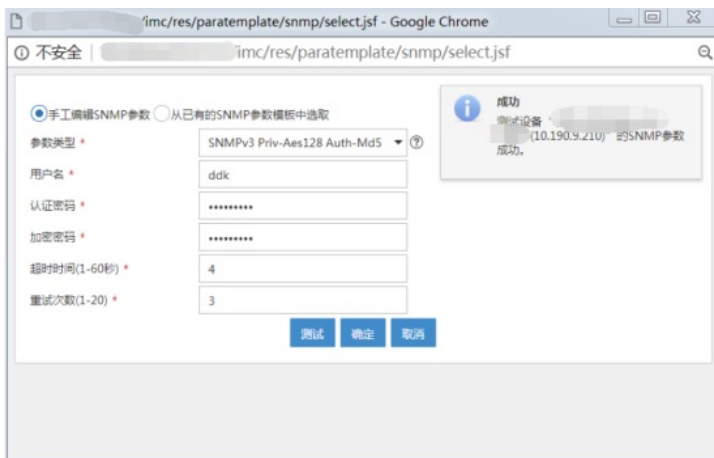 /imc/res/paratemplate/snmp/select.jsf - Google Chrome
不安全 imc/res/paratemplate/snmp/select.jsf
手工编辑SNMP参数 从已有的SNMP参数模板中选取
参数类型 * SNMPv3 Priv-Aes128 Auth-Md5
用户名 * ddk
认证密码 * •••••••••
加密密码 * •••••••••
超时时间(1-60秒) * 4
重试次数(1-20) * 3
测试 确定 取消
成功
测试设备 "
(10.190.9.210)" 的SNMP参数
成功。